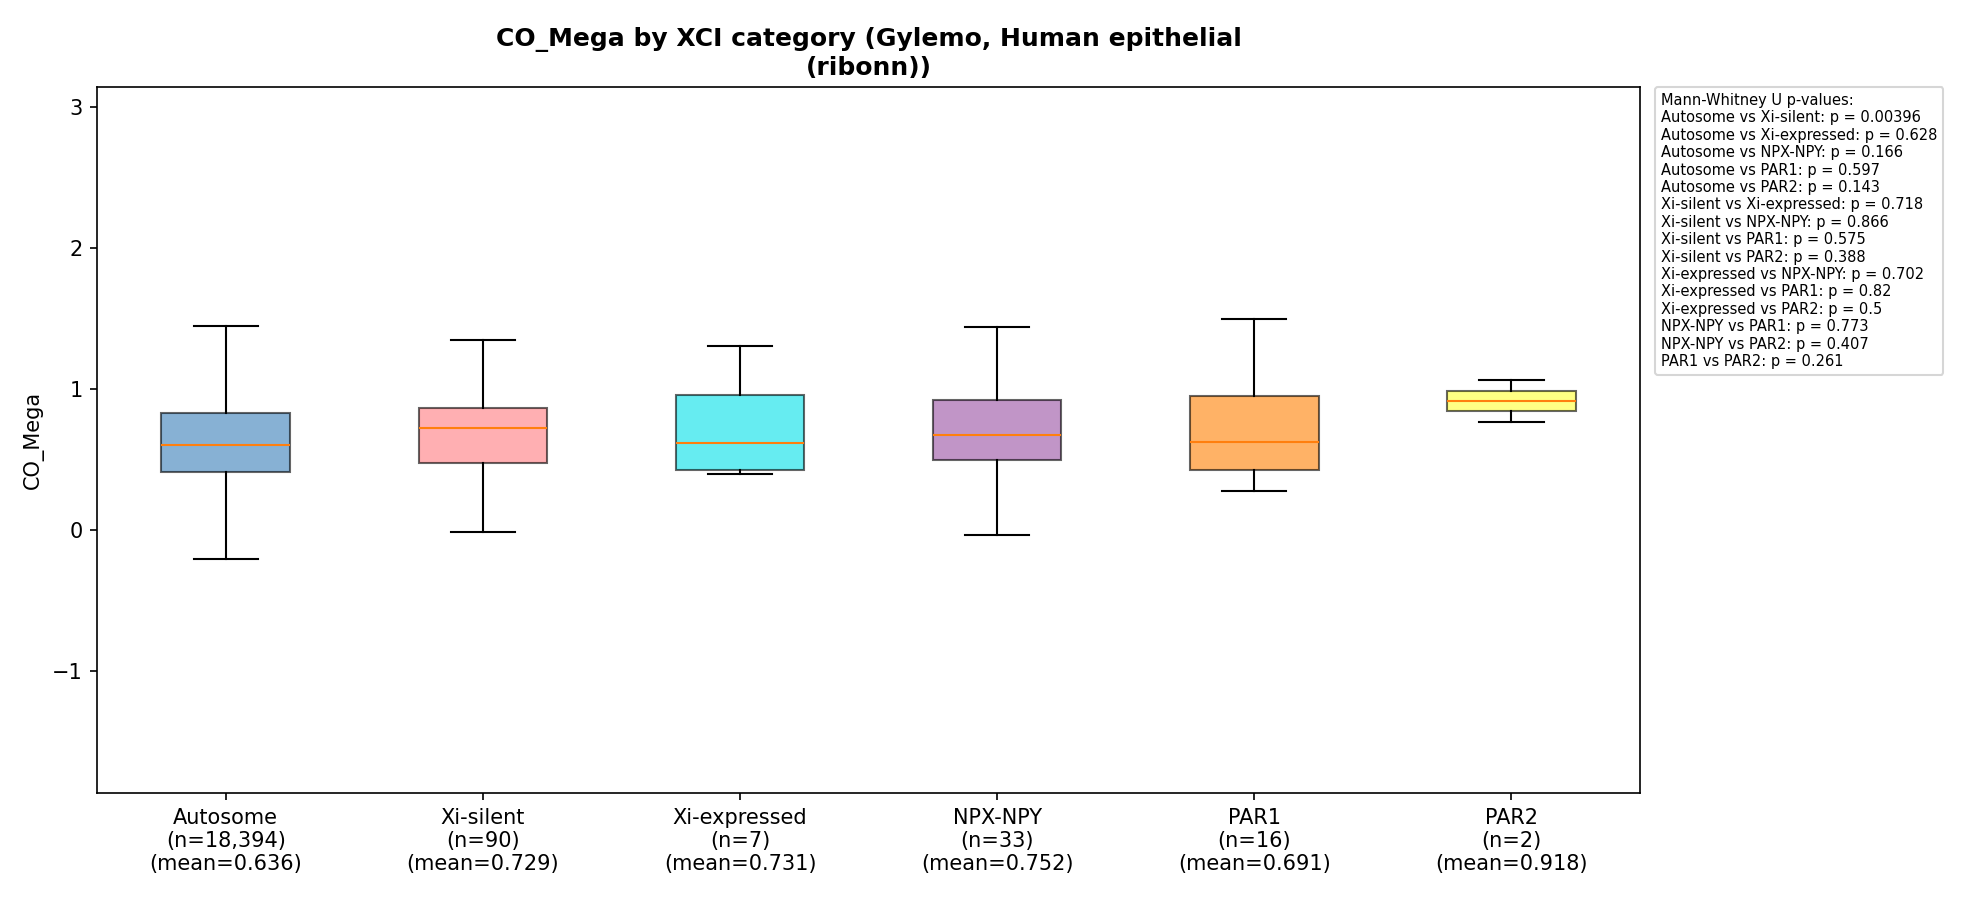 CO_Mega by XCI category (Gylemo, Human epithelial
(ribonn))
CO_Mega
3
2
1
0
−1
Autosome
(n=18,394)
(mean=0.636)
Xi-silent
(n=90)
(mean=0.729)
Xi-expressed
(n=7)
(mean=0.731)
NPX-NPY
(n=33)
(mean=0.752)
PAR1
(n=16)
(mean=0.691)
PAR2
(n=2)
(mean=0.918)
Mann-Whitney U p-values:
Autosome vs Xi-silent: p = 0.00396
Autosome vs Xi-expressed: p = 0.628
Autosome vs NPX-NPY: p = 0.166
Autosome vs PAR1: p = 0.597
Autosome vs PAR2: p = 0.143
Xi-silent vs Xi-expressed: p = 0.718
Xi-silent vs NPX-NPY: p = 0.866
Xi-silent vs PAR1: p = 0.575
Xi-silent vs PAR2: p = 0.388
Xi-expressed vs NPX-NPY: p = 0.702
Xi-expressed vs PAR1: p = 0.82
Xi-expressed vs PAR2: p = 0.5
NPX-NPY vs PAR1: p = 0.773
NPX-NPY vs PAR2: p = 0.407
PAR1 vs PAR2: p = 0.261